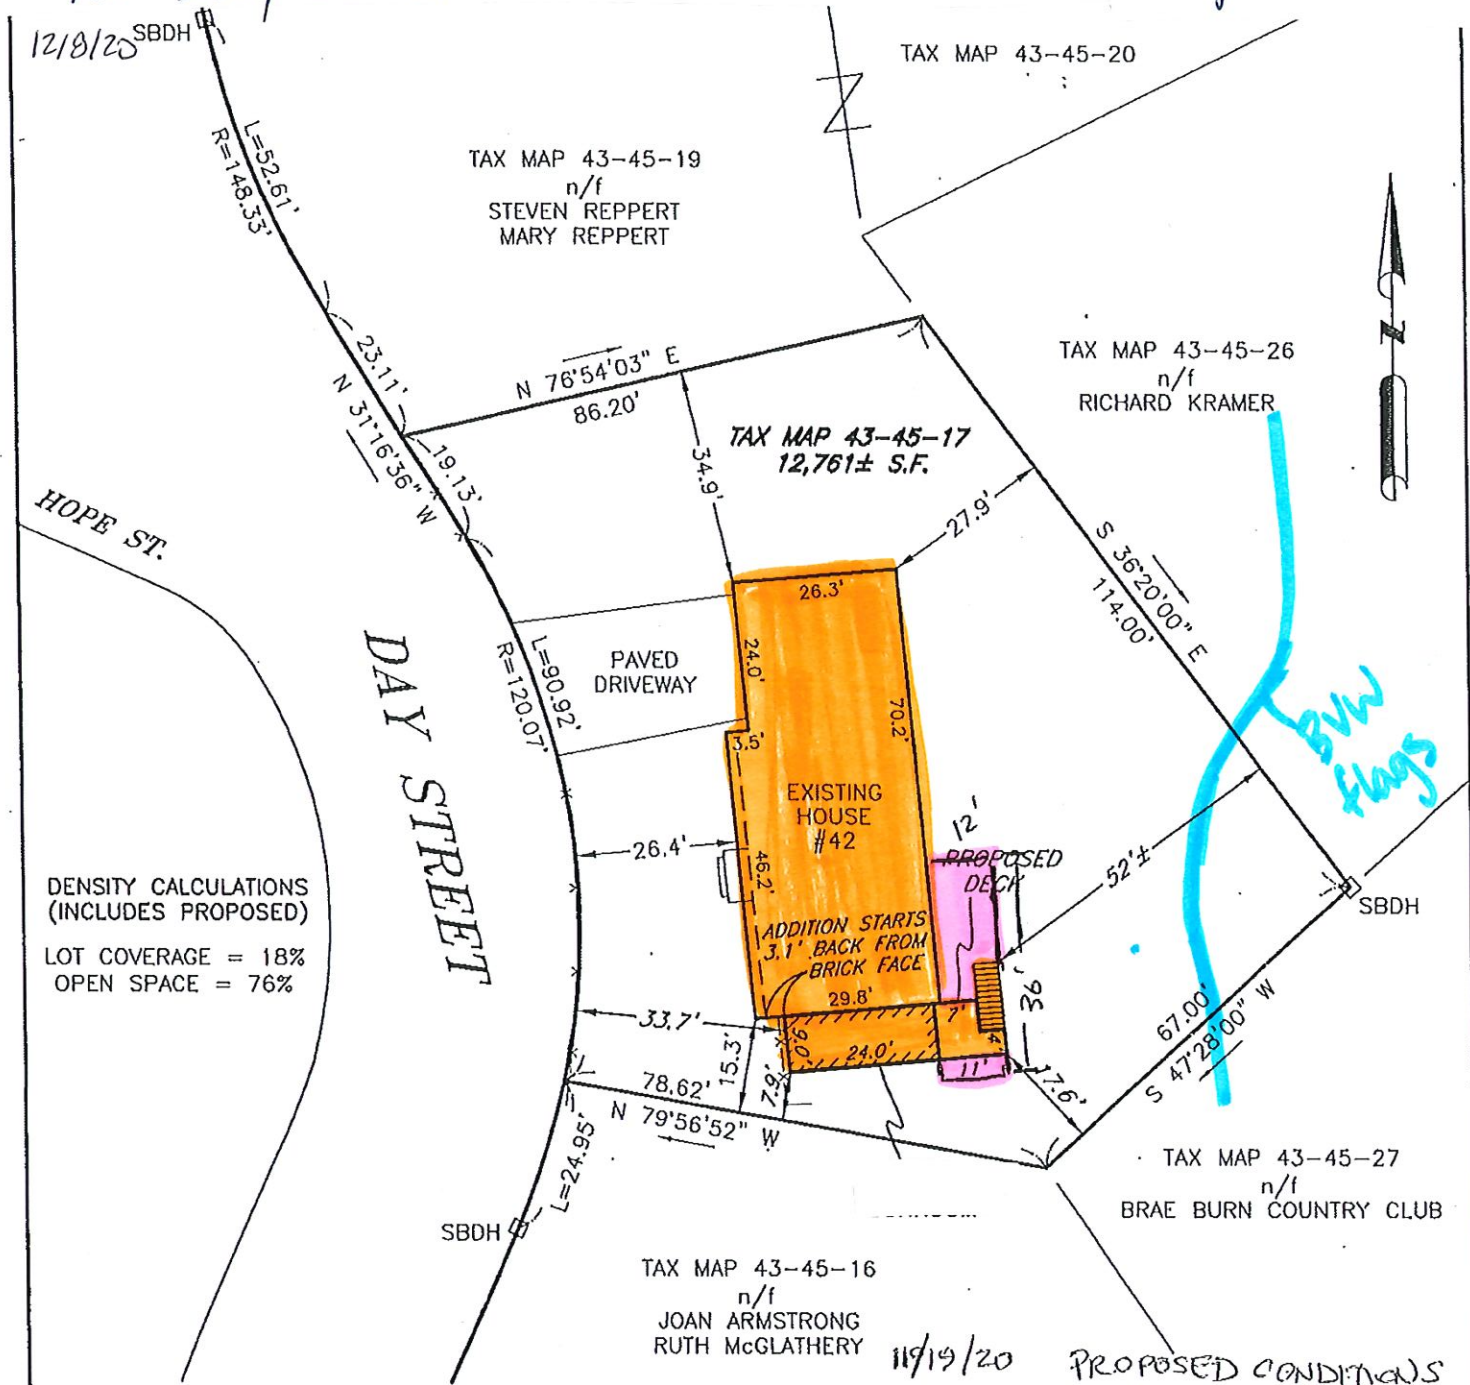 12/8/20
SBDH
TAX MAP 43-45-20
L=52.61'
R=148.33'
TAX MAP 43-45-19
n/f
STEVEN REPPERT
MARY REPPERT
Z
TAX MAP 43-45-26
n/f
RICHARD KRAMER
23.11'
N 31°16'36" W
19.13'
N 76°54'03" E
86.20'
TAX MAP 43-45-17
12,761± S.F.
34.9'
27.9'
S 36°20'00" E
114.00'
HOPE ST.
DAY STREET
L=90.92'
R=120.07'
PAVED
DRIVEWAY
26.3'
24.0'
70.2'
3.5'
EXISTING
HOUSE
#42
26.4'
46.2'
12'
PROPOSED
DECK
52'±
BVW
flags
SBDH
DENSITY CALCULATIONS
(INCLUDES PROPOSED)
LOT COVERAGE = 18%
OPEN SPACE = 76%
ADDITION STARTS
3.1' BACK FROM
BRICK FACE
29.8'
33.7'
15.3'
9.0'
24.0'
7'
4'
36'
11'
7.9'
17.6'
67.00'
S 47°28'00" W
78.62'
N 79°56'52" W
L=24.95'
SBDH
TAX MAP 43-45-27
n/f
BRAE BURN COUNTRY CLUB
TAX MAP 43-45-16
n/f
JOAN ARMSTRONG
RUTH McGLATHERY
11/19/20
PROPOSED CONDITIONS